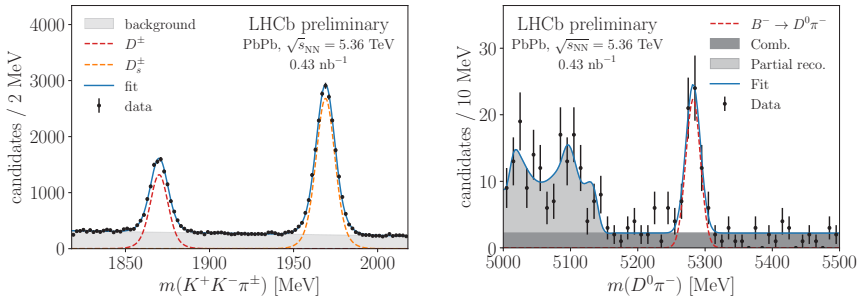 LHCb preliminary
PbPb, √s_NN = 5.36 TeV
0.43 nb⁻¹
background
D±
D_s±
fit
data
candidates / 2 MeV
4000
3000
2000
1000
0
1850
1900
1950
2000
m(K⁺K⁻π±) [MeV]
LHCb preliminary
PbPb, √s_NN = 5.36 TeV
0.43 nb⁻¹
B⁻ → D⁰π⁻
Comb.
Partial reco.
Fit
Data
candidates / 10 MeV
30
20
10
0
5000
5100
5200
5300
5400
5500
m(D⁰π⁻) [MeV]